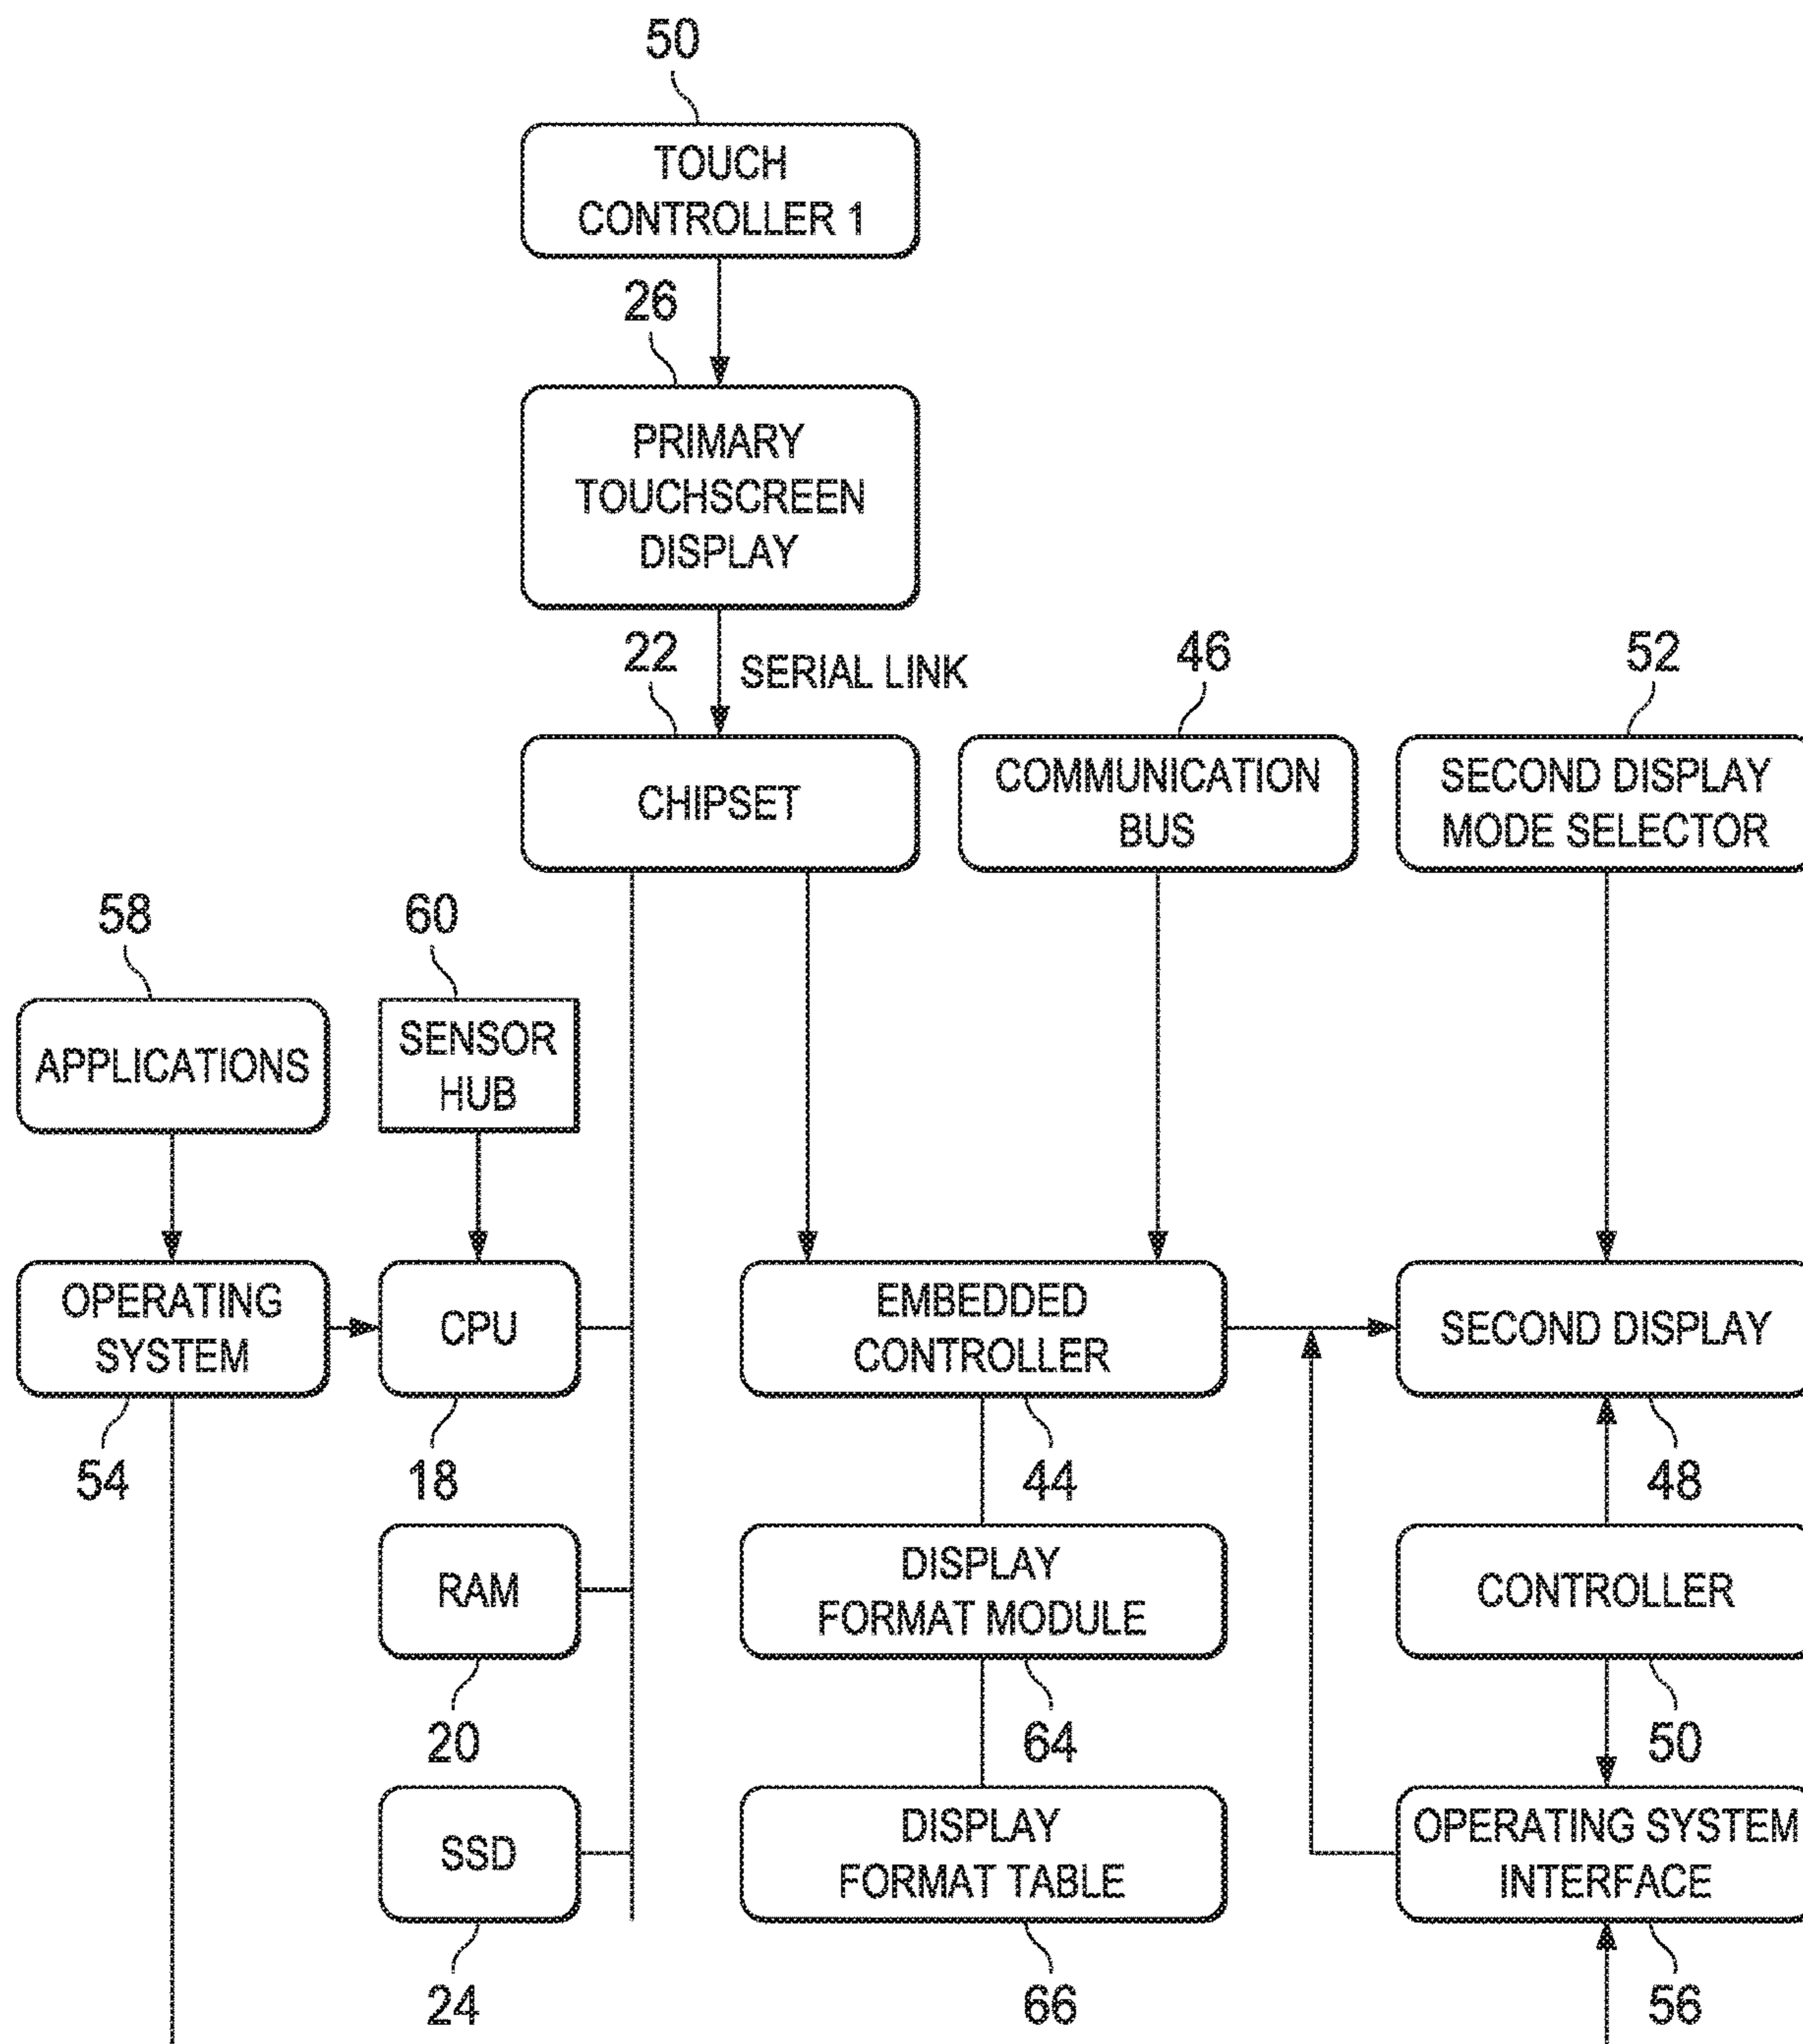 50
TOUCH
CONTROLLER 1
26
PRIMARY
TOUCHSCREEN
DISPLAY
22
SERIAL LINK
46
52
CHIPSET
COMMUNICATION
BUS
SECOND DISPLAY
MODE SELECTOR
58
60
APPLICATIONS
SENSOR
HUB
OPERATING
SYSTEM
CPU
EMBEDDED
CONTROLLER
SECOND DISPLAY
54
18
44
48
RAM
DISPLAY
FORMAT MODULE
CONTROLLER
20
64
50
SSD
DISPLAY
FORMAT TABLE
OPERATING SYSTEM
INTERFACE
24
66
56